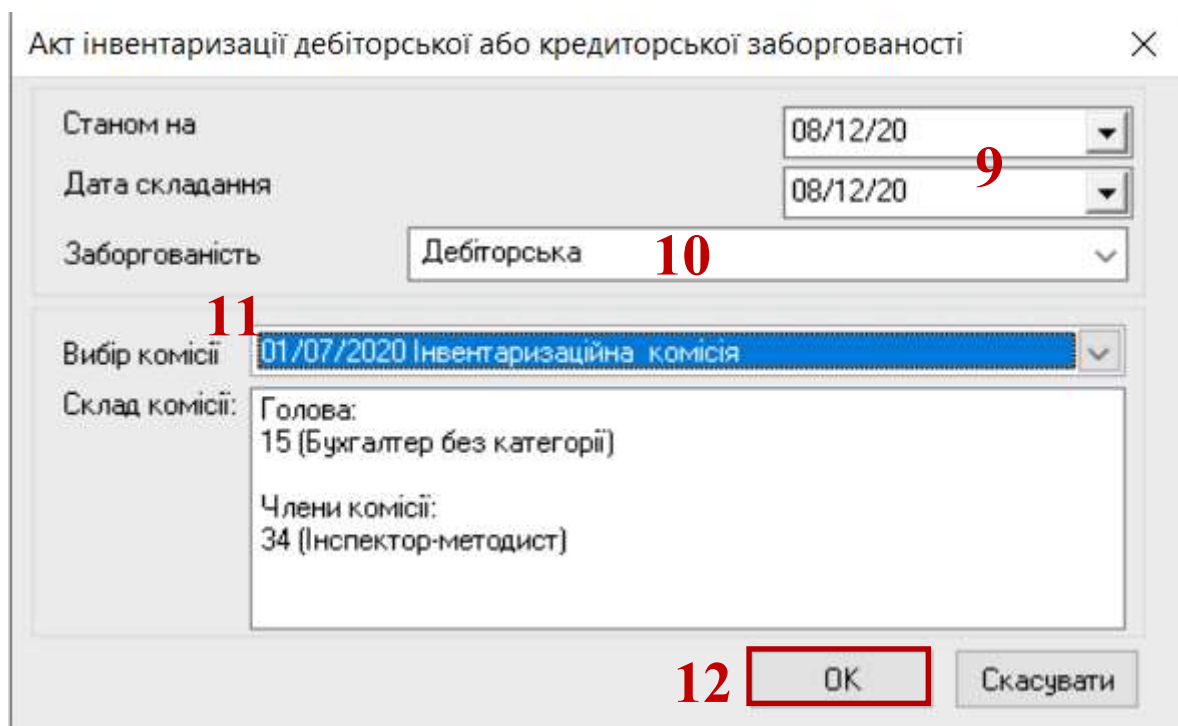 Акт інвентаризації дебіторської або кредиторської заборгованості
Станом на 08/12/20
9
Дата складання 08/12/20
Заборгованість Дебіторська 10
11
Вибір комісії 01/07/2020 Інвентаризаційна комісія
Склад комісії: Голова:
15 (Бухгалтер без категорії)
Члени комісії:
34 (Інспектор-методист)
12 OK Скасувати